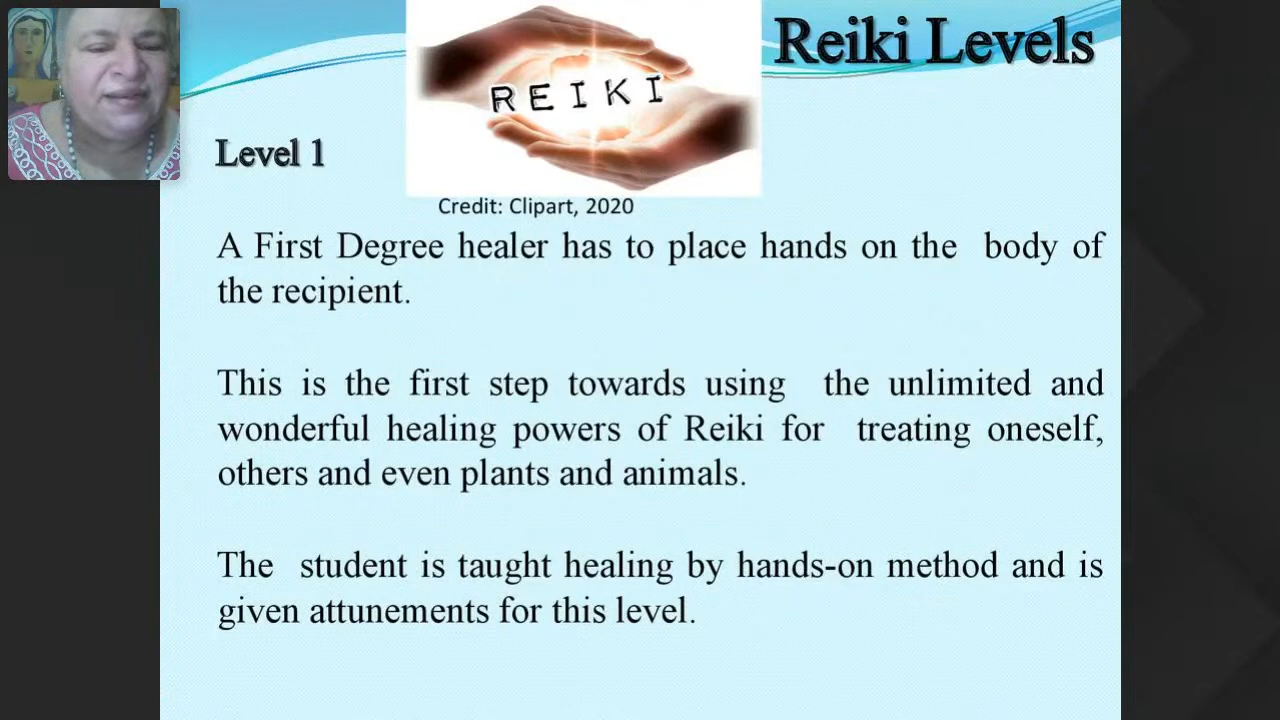 Reiki Levels
REIKI
Level 1
Credit: Clipart, 2020
A First Degree healer has to place hands on the body of
the recipient.
This is the first step towards using the unlimited and
wonderful healing powers of Reiki for treating oneself,
others and even plants and animals.
The student is taught healing by hands-on method and is
given attunements for this level.